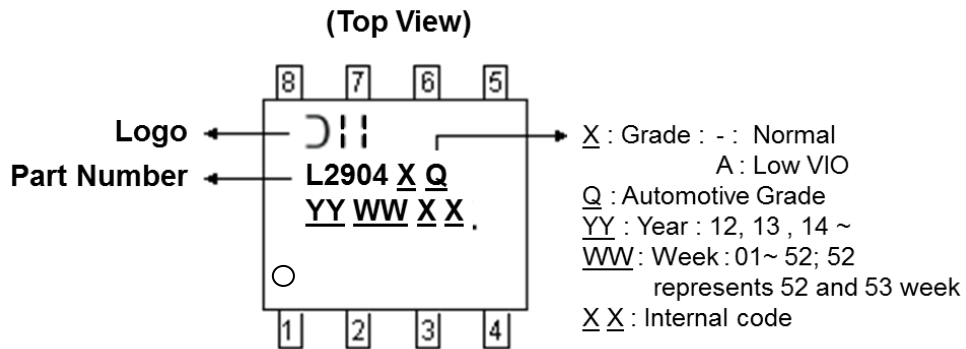 (Top View)
8 7 6 5
Logo
Part Number
L2904 X Q
YY WW X X .
1 2 3 4
X : Grade : - : Normal
A : Low VIO
Q : Automotive Grade
YY : Year : 12, 13 , 14 ~
WW : Week : 01~ 52; 52
represents 52 and 53 week
X X : Internal code